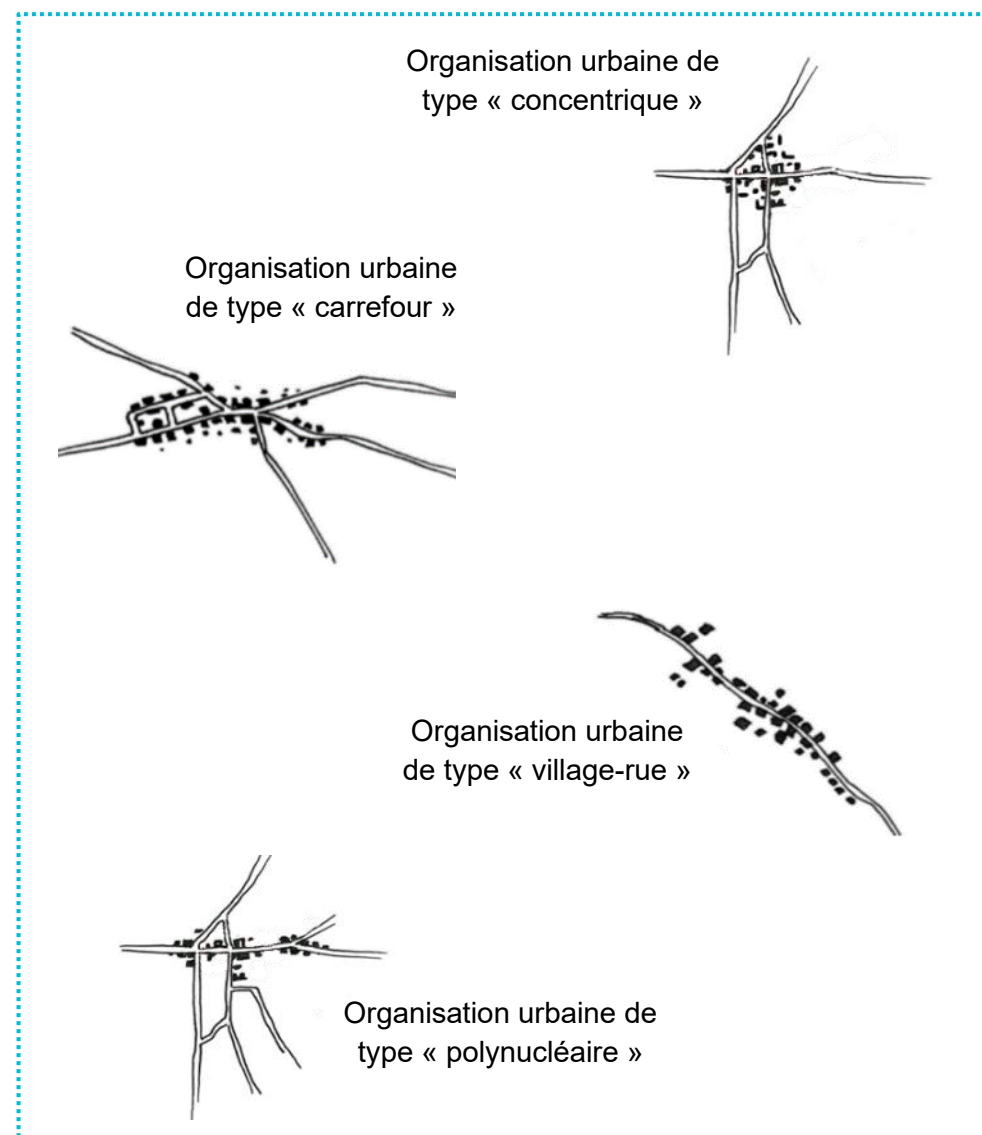 Organisation urbaine de
type « concentrique »
Organisation urbaine
de type « carrefour »
Organisation urbaine
de type « village-rue »
Organisation urbaine de
type « polynucléaire »